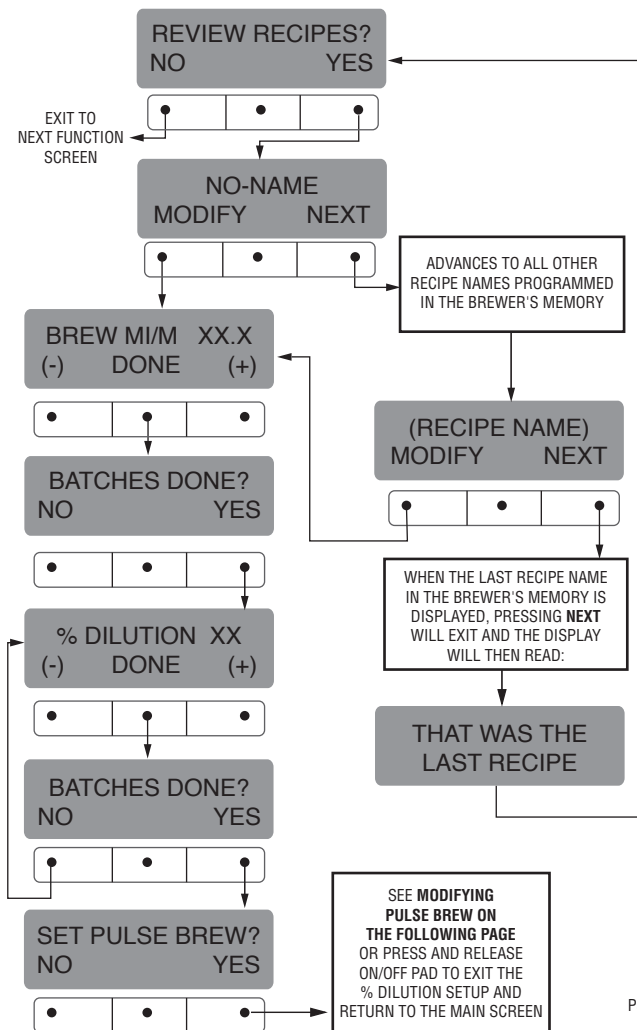 REVIEW RECIPES?
NO YES
EXIT TO
NEXT FUNCTION
SCREEN
NO-NAME
MODIFY NEXT
ADVANCES TO ALL OTHER
RECIPE NAMES PROGRAMMED
IN THE BREWER'S MEMORY
BREW MI/M XX.X
(-) DONE (+)
(RECIPE NAME)
MODIFY NEXT
BATCHES DONE?
NO YES
WHEN THE LAST RECIPE NAME
IN THE BREWER'S MEMORY IS
DISPLAYED, PRESSING NEXT
WILL EXIT AND THE DISPLAY
WILL THEN READ:
% DILUTION XX
(-) DONE (+)
THAT WAS THE
LAST RECIPE
BATCHES DONE?
NO YES
SEE MODIFYING
PULSE BREW ON
THE FOLLOWING PAGE
OR PRESS AND RELEASE
ON/OFF PAD TO EXIT THE
% DILUTION SETUP AND
RETURN TO THE MAIN SCREEN
SET PULSE BREW?
NO YES
P